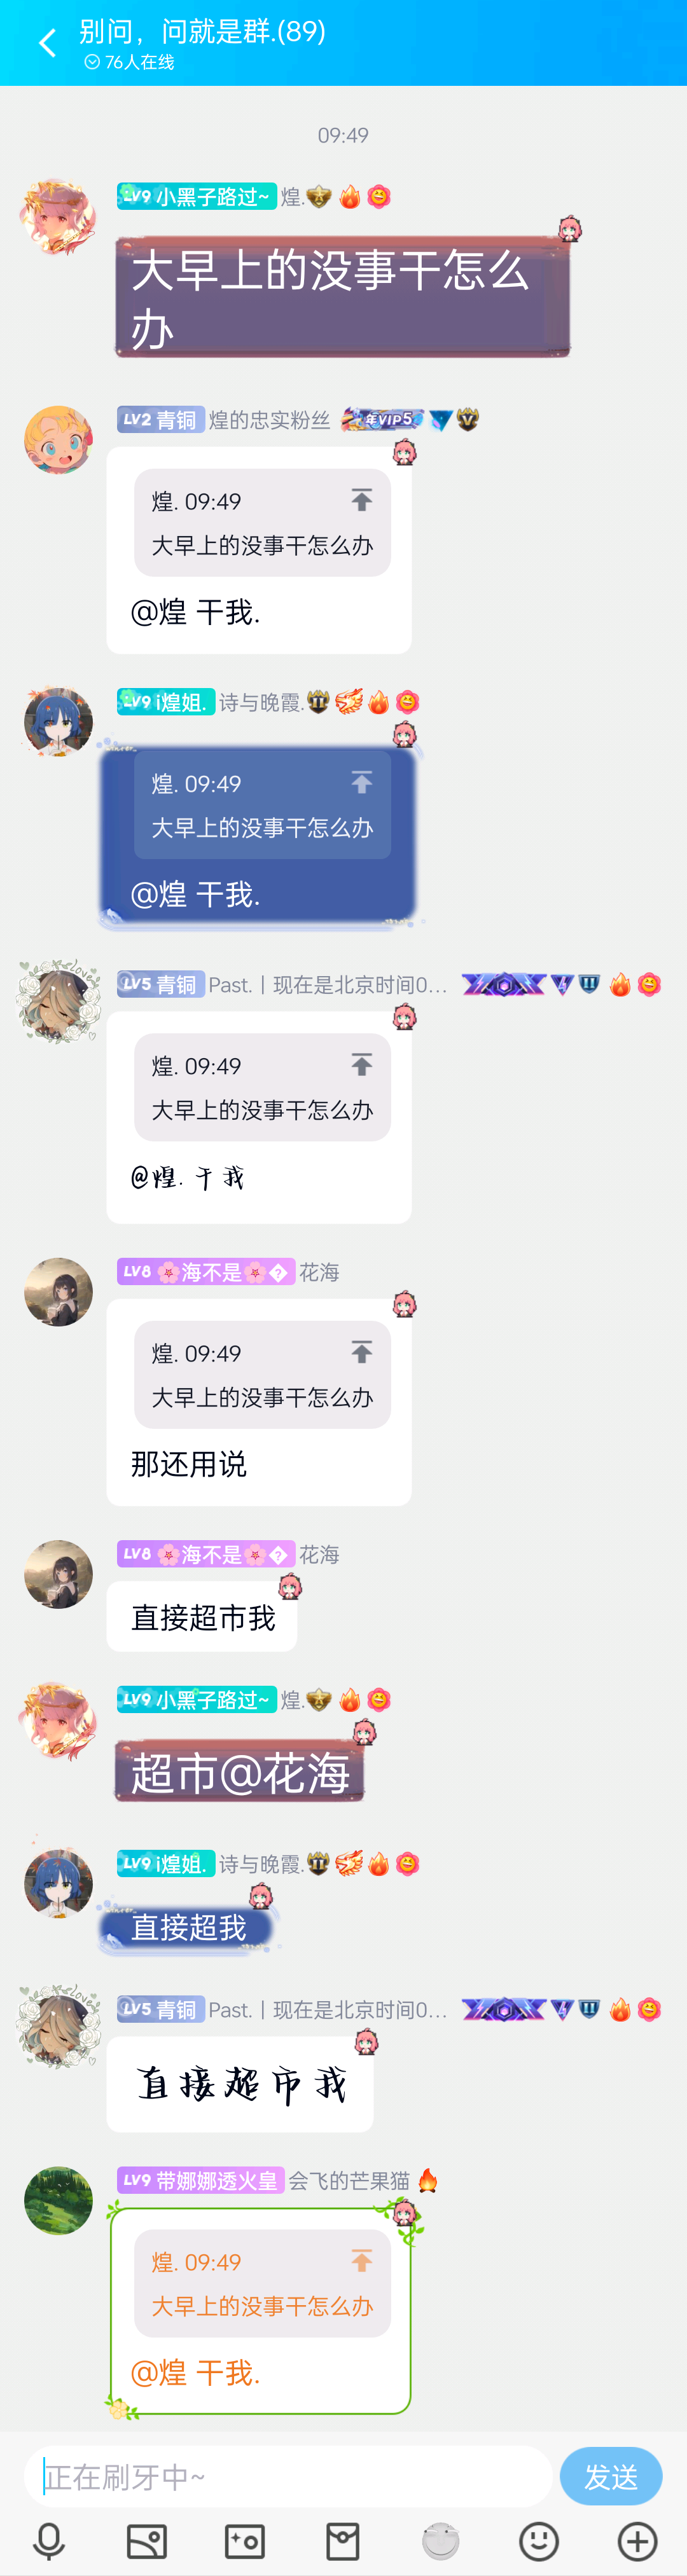 别问，问就是群.(89)
76人在线
09:49
LV9 小黑子路过~ 煌.
大早上的没事干怎么
办
LV2 青铜 煌的忠实粉丝 年VIP5
煌. 09:49
大早上的没事干怎么办
@煌 干我.
LV9 i煌姐. 诗与晚霞.
煌. 09:49
大早上的没事干怎么办
@煌 干我.
LV5 青铜 Past.丨现在是北京时间0...
煌. 09:49
大早上的没事干怎么办
@煌. 干我
LV8 🌸海不是🌸� 花海
煌. 09:49
大早上的没事干怎么办
那还用说
LV8 🌸海不是🌸� 花海
直接超市我
LV9 小黑子路过~ 煌.
超市@花海
LV9 i煌姐. 诗与晚霞.
直接超我
LV5 青铜 Past.丨现在是北京时间0...
直接超市我
LV9 带娜娜透火皇 会飞的芒果猫
煌. 09:49
大早上的没事干怎么办
@煌 干我.
正在刷牙中~
发送